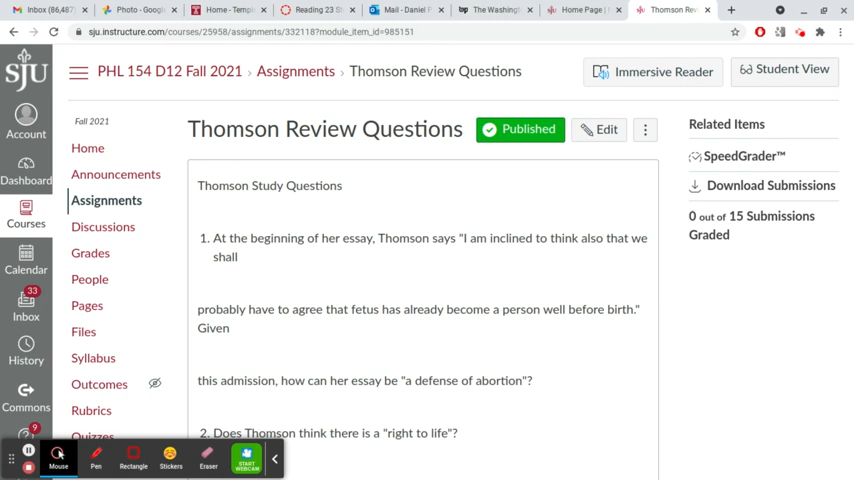 Inbox (86,487)
Photo - Google
Home - Templ
Reading 23 S
Mail - Daniel P
The Washing
Home Page |
Thomson Rev
sju.instructure.com/courses/25958/assignments/332118?module_item_id=985151
SJU
PHL 154 D12 Fall 2021 › Assignments › Thomson Review Questions
Immersive Reader
Student View
Account
Dashboard
Courses
Calendar
33
Inbox
History
Commons
9
Fall 2021
Home
Announcements
Assignments
Discussions
Grades
People
Pages
Files
Syllabus
Outcomes
Rubrics
Quizzes
Thomson Review Questions
Published
Edit
Thomson Study Questions
1. At the beginning of her essay, Thomson says "I am inclined to think also that we
shall
probably have to agree that fetus has already become a person well before birth."
Given
this admission, how can her essay be "a defense of abortion"?
2. Does Thomson think there is a "right to life"?
Related Items
SpeedGrader™
Download Submissions
0 out of 15 Submissions
Graded
Mouse
Pen
Rectangle
Stickers
Eraser
START
WEBCAM